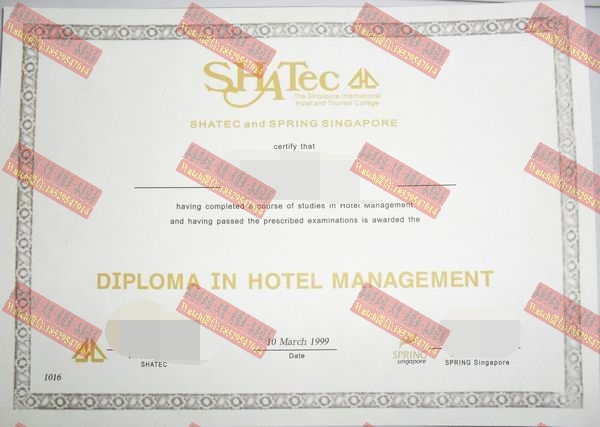 SHATEC
The Singapore International
Hotel and Tourism College
SHATEC and SPRING SINGAPORE
certify that
having completed a course of studies in Hotel Management
and having passed the prescribed examinations is awarded the
DIPLOMA IN HOTEL MANAGEMENT
10 March 1999
SHATEC
Date
SPRING
singapore
SPRING Singapore
1016